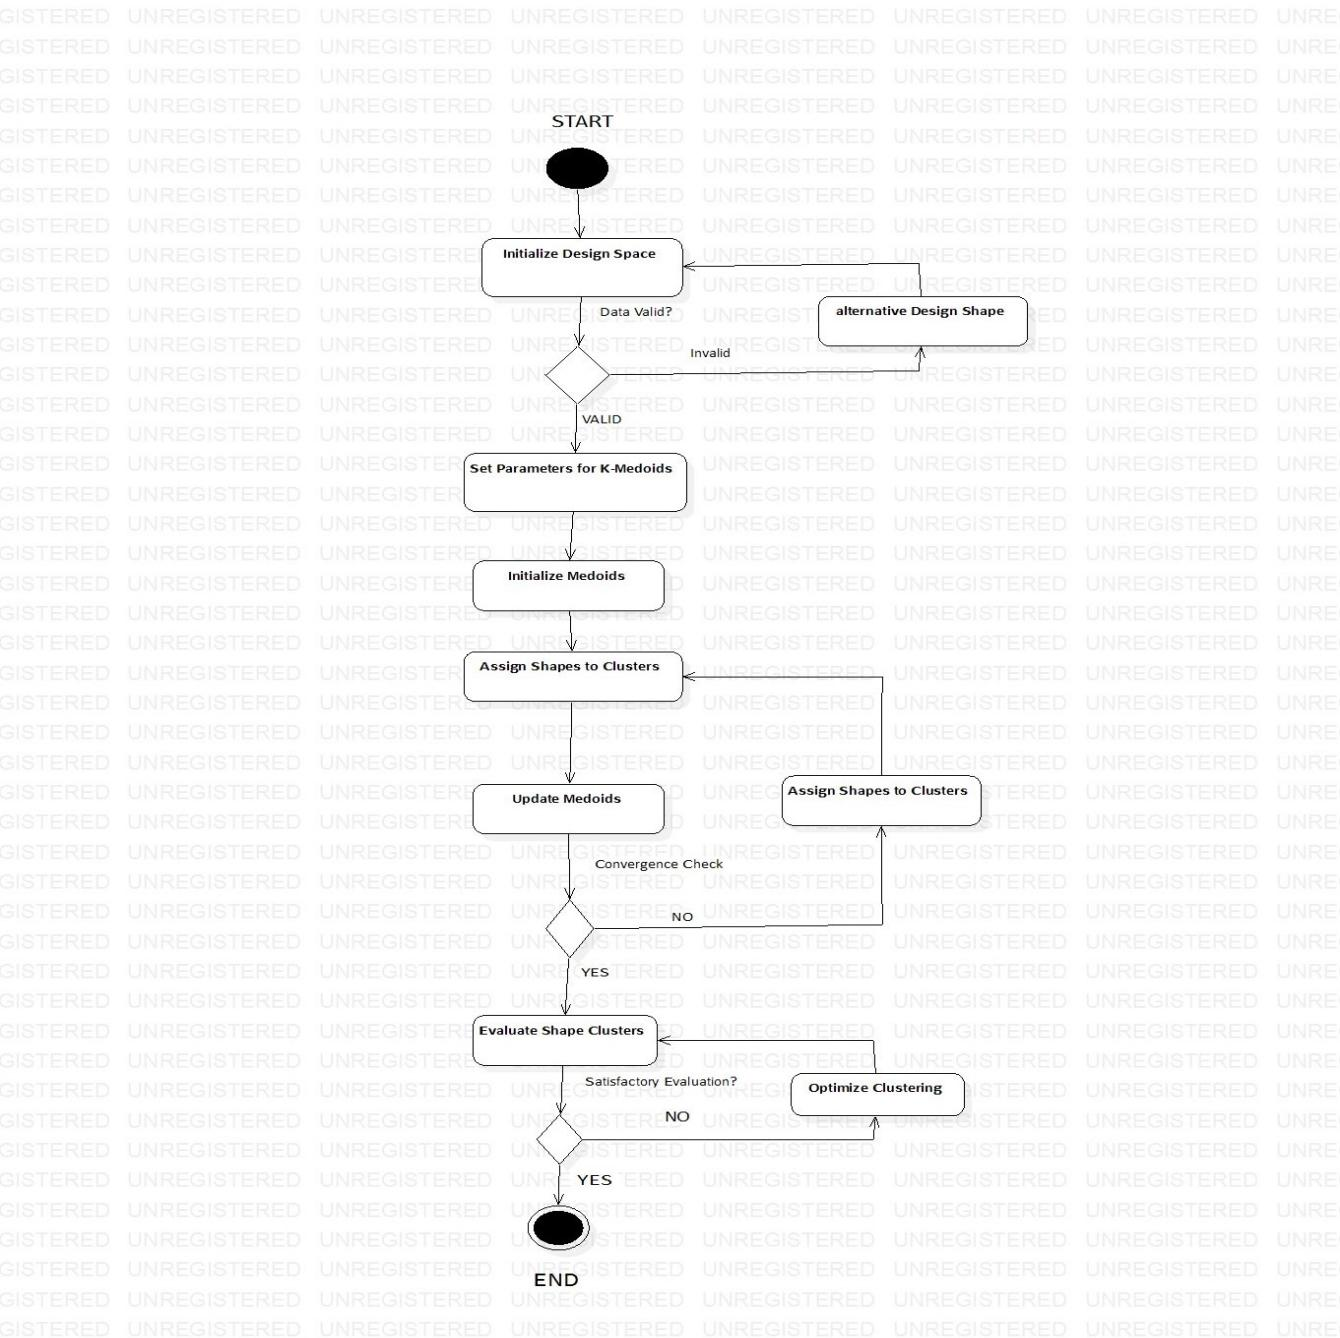 START
Initialize Design Space
Data Valid?
alternative Design Shape
Invalid
VALID
Set Parameters for K-Medoids
Initialize Medoids
Assign Shapes to Clusters
Update Medoids
Assign Shapes to Clusters
Convergence Check
NO
YES
Evaluate Shape Clusters
Satisfactory Evaluation?
Optimize Clustering
NO
YES
END
UNREGISTERED